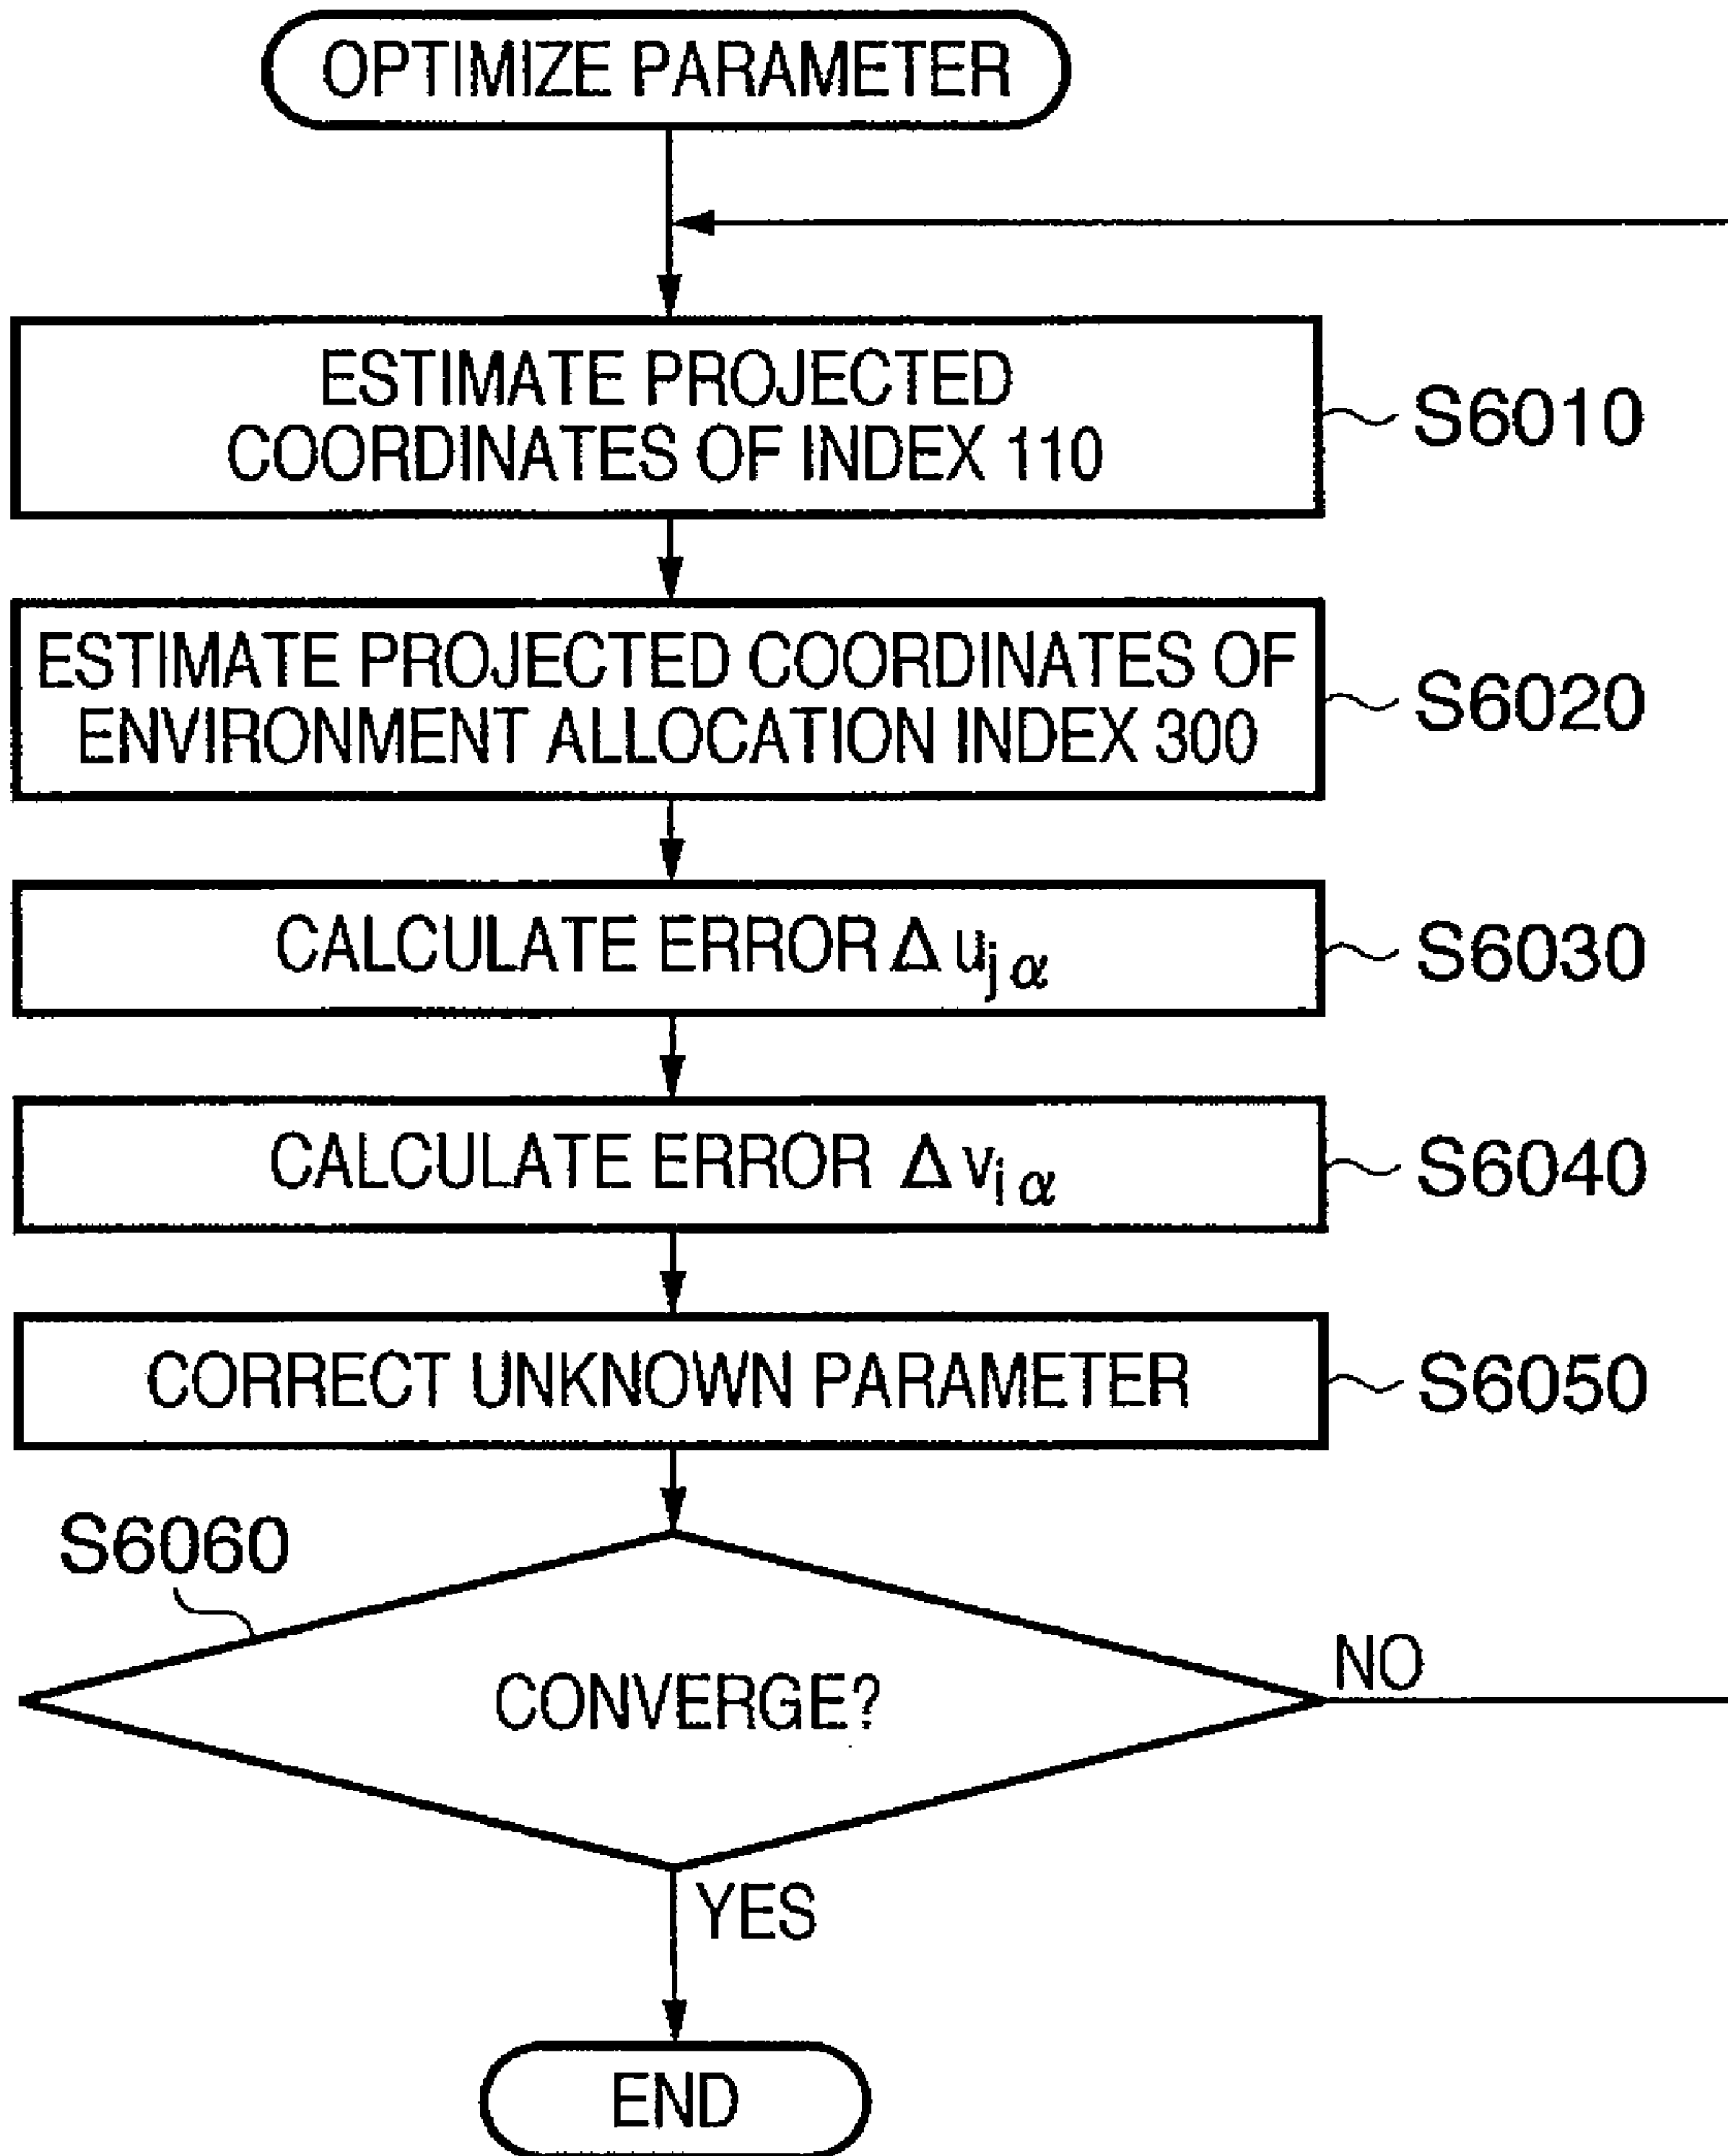 OPTIMIZE PARAMETER
ESTIMATE PROJECTED
COORDINATES OF INDEX 110
S6010
ESTIMATE PROJECTED COORDINATES OF
ENVIRONMENT ALLOCATION INDEX 300
S6020
CALCULATE ERROR Δujα
S6030
CALCULATE ERROR Δviα
S6040
CORRECT UNKNOWN PARAMETER
S6050
S6060
CONVERGE?
NO
YES
END